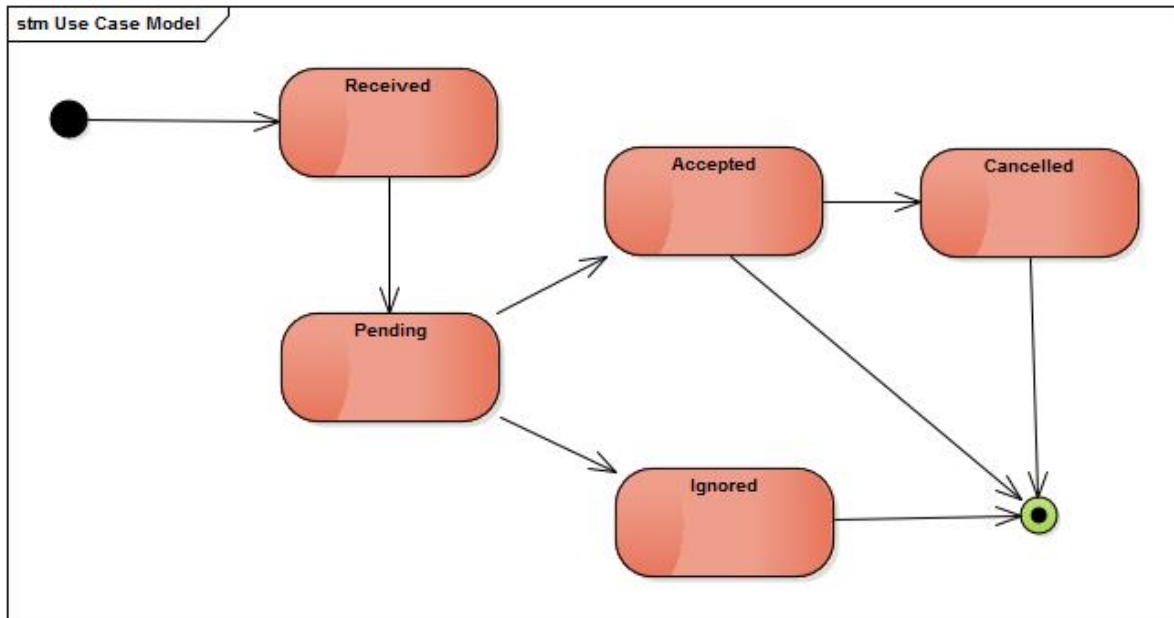 stm Use Case Model
Received
Accepted
Cancelled
Pending
Ignored